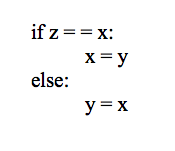 if z = = x:
x = y
else:
y = x